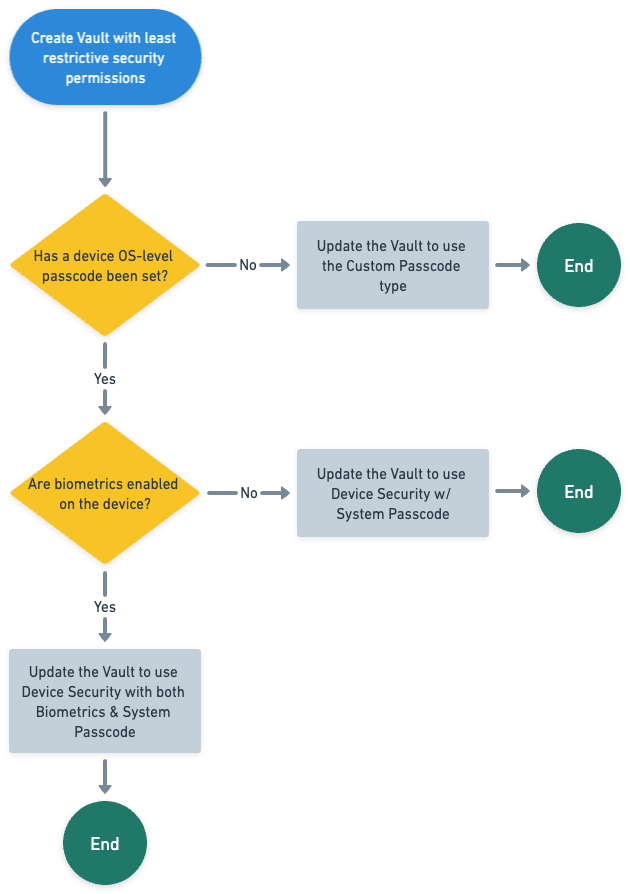 Create Vault with least
restrictive security
permissions
Has a device OS-level
passcode been set?
No
Update the Vault to use
the Custom Passcode
type
End
Yes
Are biometrics enabled
on the device?
No
Update the Vault to use
Device Security w/
System Passcode
End
Yes
Update the Vault to use
Device Security with both
Biometrics & System
Passcode
End